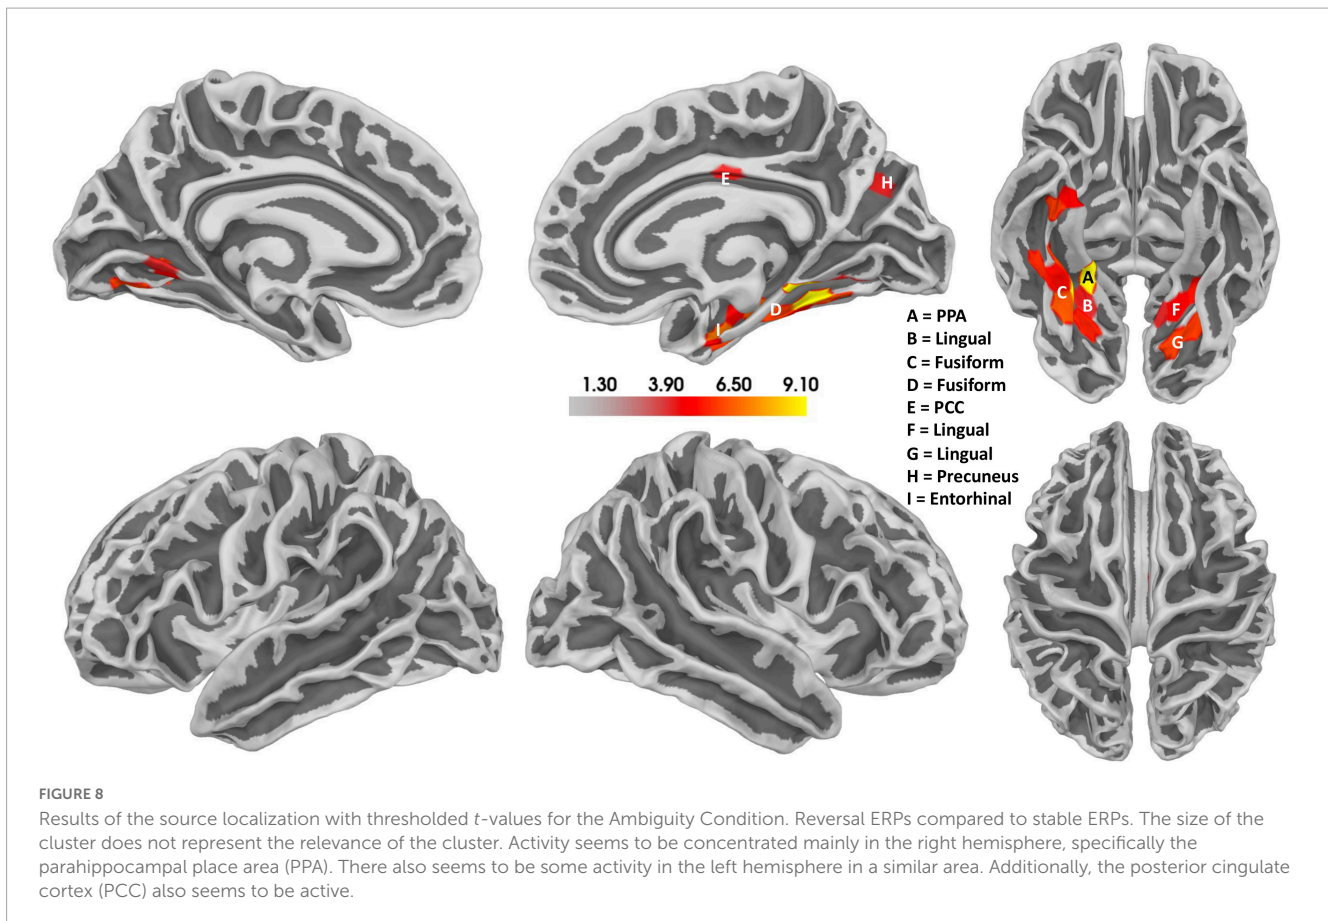 E
H
D
I
A
C
B
F
G
1.30 3.90 6.50 9.10
A = PPA
B = Lingual
C = Fusiform
D = Fusiform
E = PCC
F = Lingual
G = Lingual
H = Precuneus
I = Entorhinal
FIGURE 8
Results of the source localization with thresholded t-values for the Ambiguity Condition. Reversal ERPs compared to stable ERPs. The size of the
cluster does not represent the relevance of the cluster. Activity seems to be concentrated mainly in the right hemisphere, specifically the
parahippocampal place area (PPA). There also seems to be some activity in the left hemisphere in a similar area. Additionally, the posterior cingulate
cortex (PCC) also seems to be active.